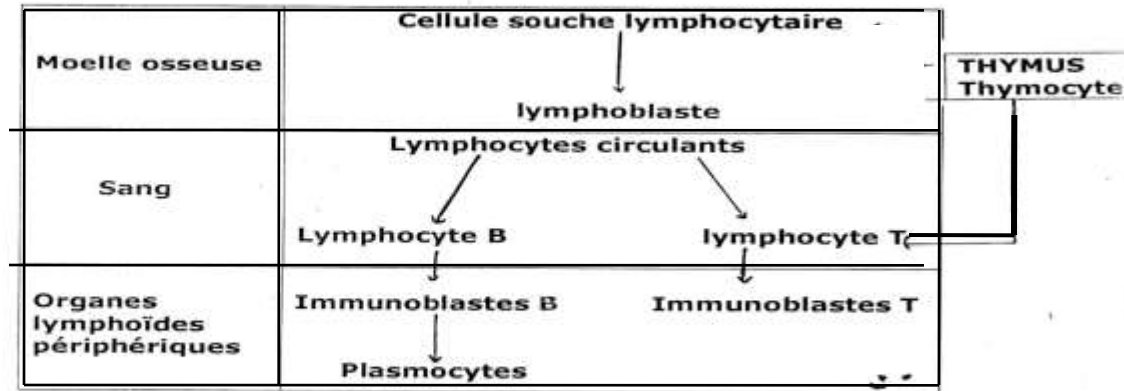 Moelle osseuse
Cellule souche lymphocytaire
lymphoblaste
THYMUS
Thymocyte
Sang
Lymphocytes circulants
Lymphocyte B
lymphocyte T
Organes
lymphoïdes
périphériques
Immunoblastes B
Immunoblastes T
Plasmocytes